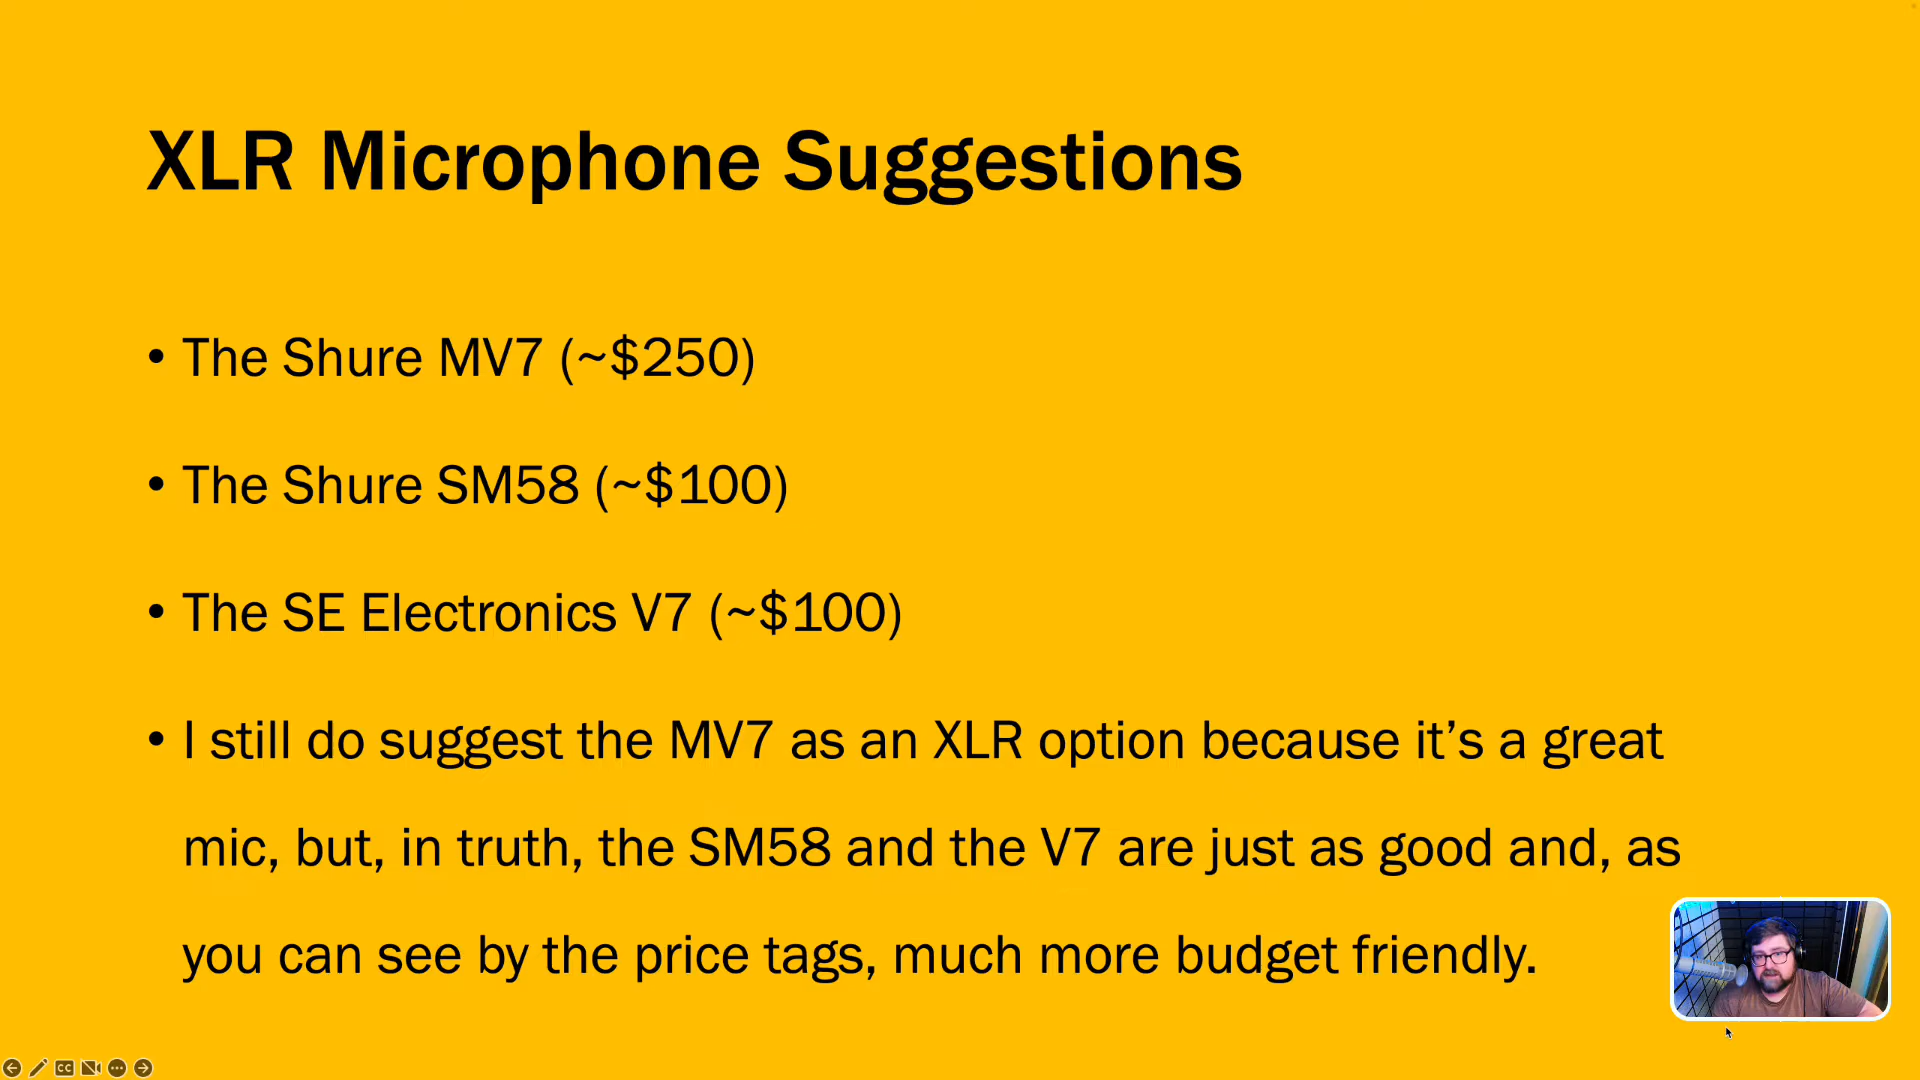 XLR Microphone Suggestions
• The Shure MV7 (~$250)
• The Shure SM58 (~$100)
• The SE Electronics V7 (~$100)
• I still do suggest the MV7 as an XLR option because it’s a great
mic, but, in truth, the SM58 and the V7 are just as good and, as
you can see by the price tags, much more budget friendly.
CC